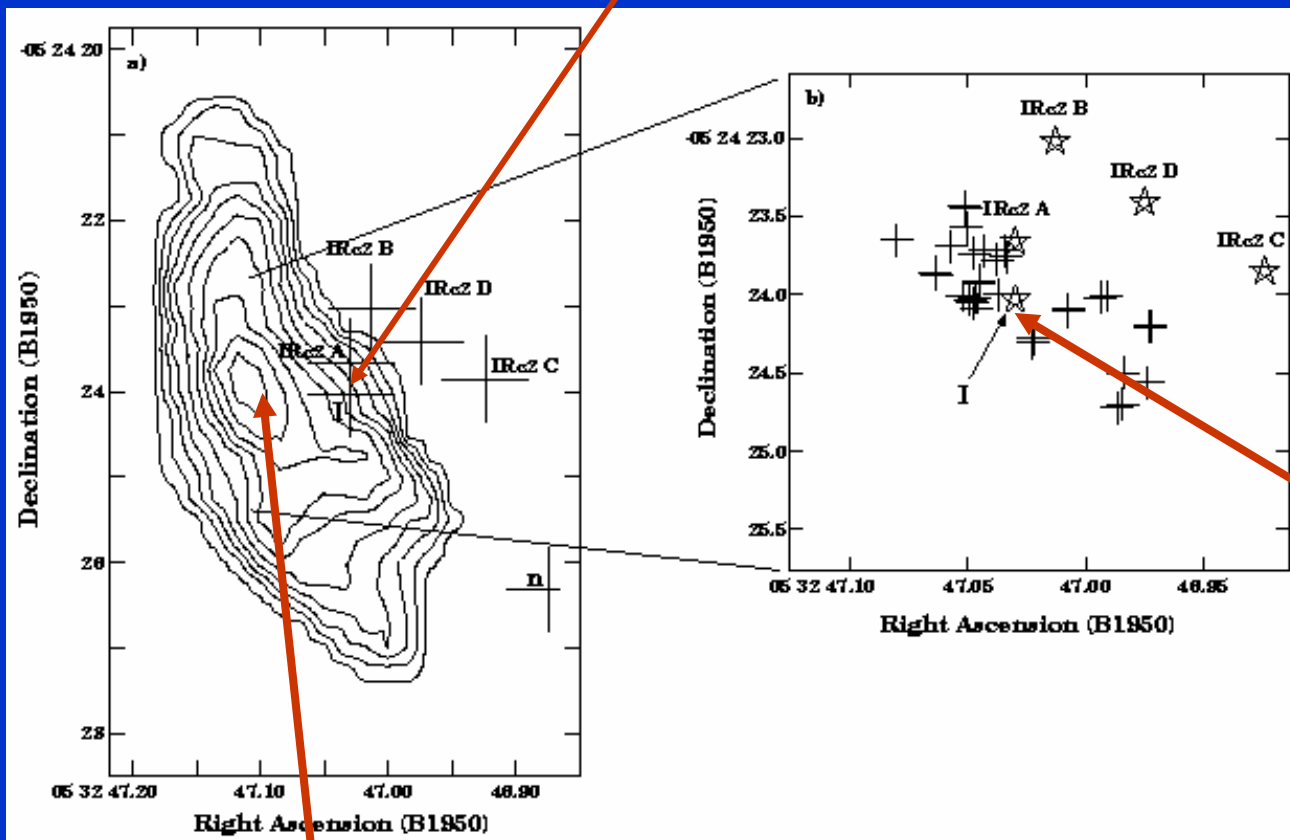 -05 24 20
a)
22
24
26
28
Declination (B1950)
IRc2 B
IRc2 D
IRc2 A
IRc2 C
I
n
05 32 47.20
47.10
47.00
46.90
Right Ascension (B1950)
b)
-05 24 23.0
23.5
24.0
24.5
25.0
25.5
Declination (B1950)
IRc2 B
IRc2 D
IRc2 A
IRc2 C
I
05 32 47.10
47.05
47.00
46.95
Right Ascension (B1950)